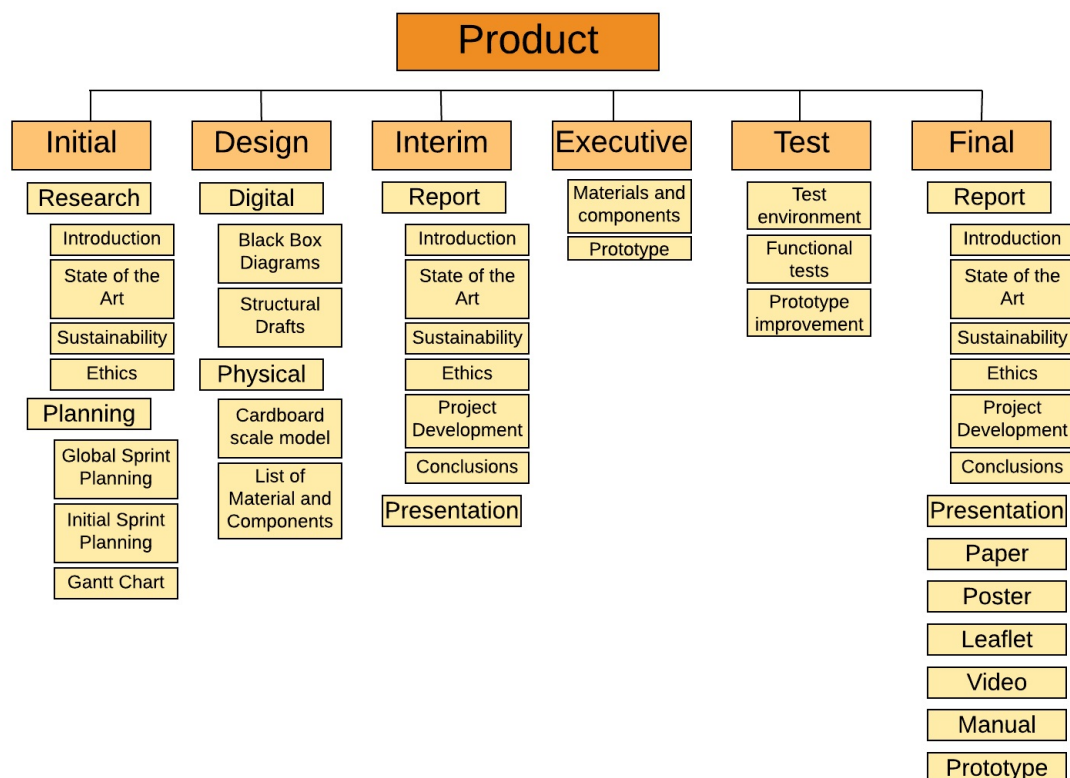 Product
Initial
Research
Introduction
State of the
Art
Sustainability
Ethics
Planning
Global Sprint
Planning
Initial Sprint
Planning
Gantt Chart
Design
Digital
Black Box
Diagrams
Structural
Drafts
Physical
Cardboard
scale model
List of
Material and
Components
Interim
Report
Introduction
State of the
Art
Sustainability
Ethics
Project
Development
Conclusions
Presentation
Executive
Materials and
components
Prototype
Test
Test
environment
Functional
tests
Prototype
improvement
Final
Report
Introduction
State of the
Art
Sustainability
Ethics
Project
Development
Conclusions
Presentation
Paper
Poster
Leaflet
Video
Manual
Prototype